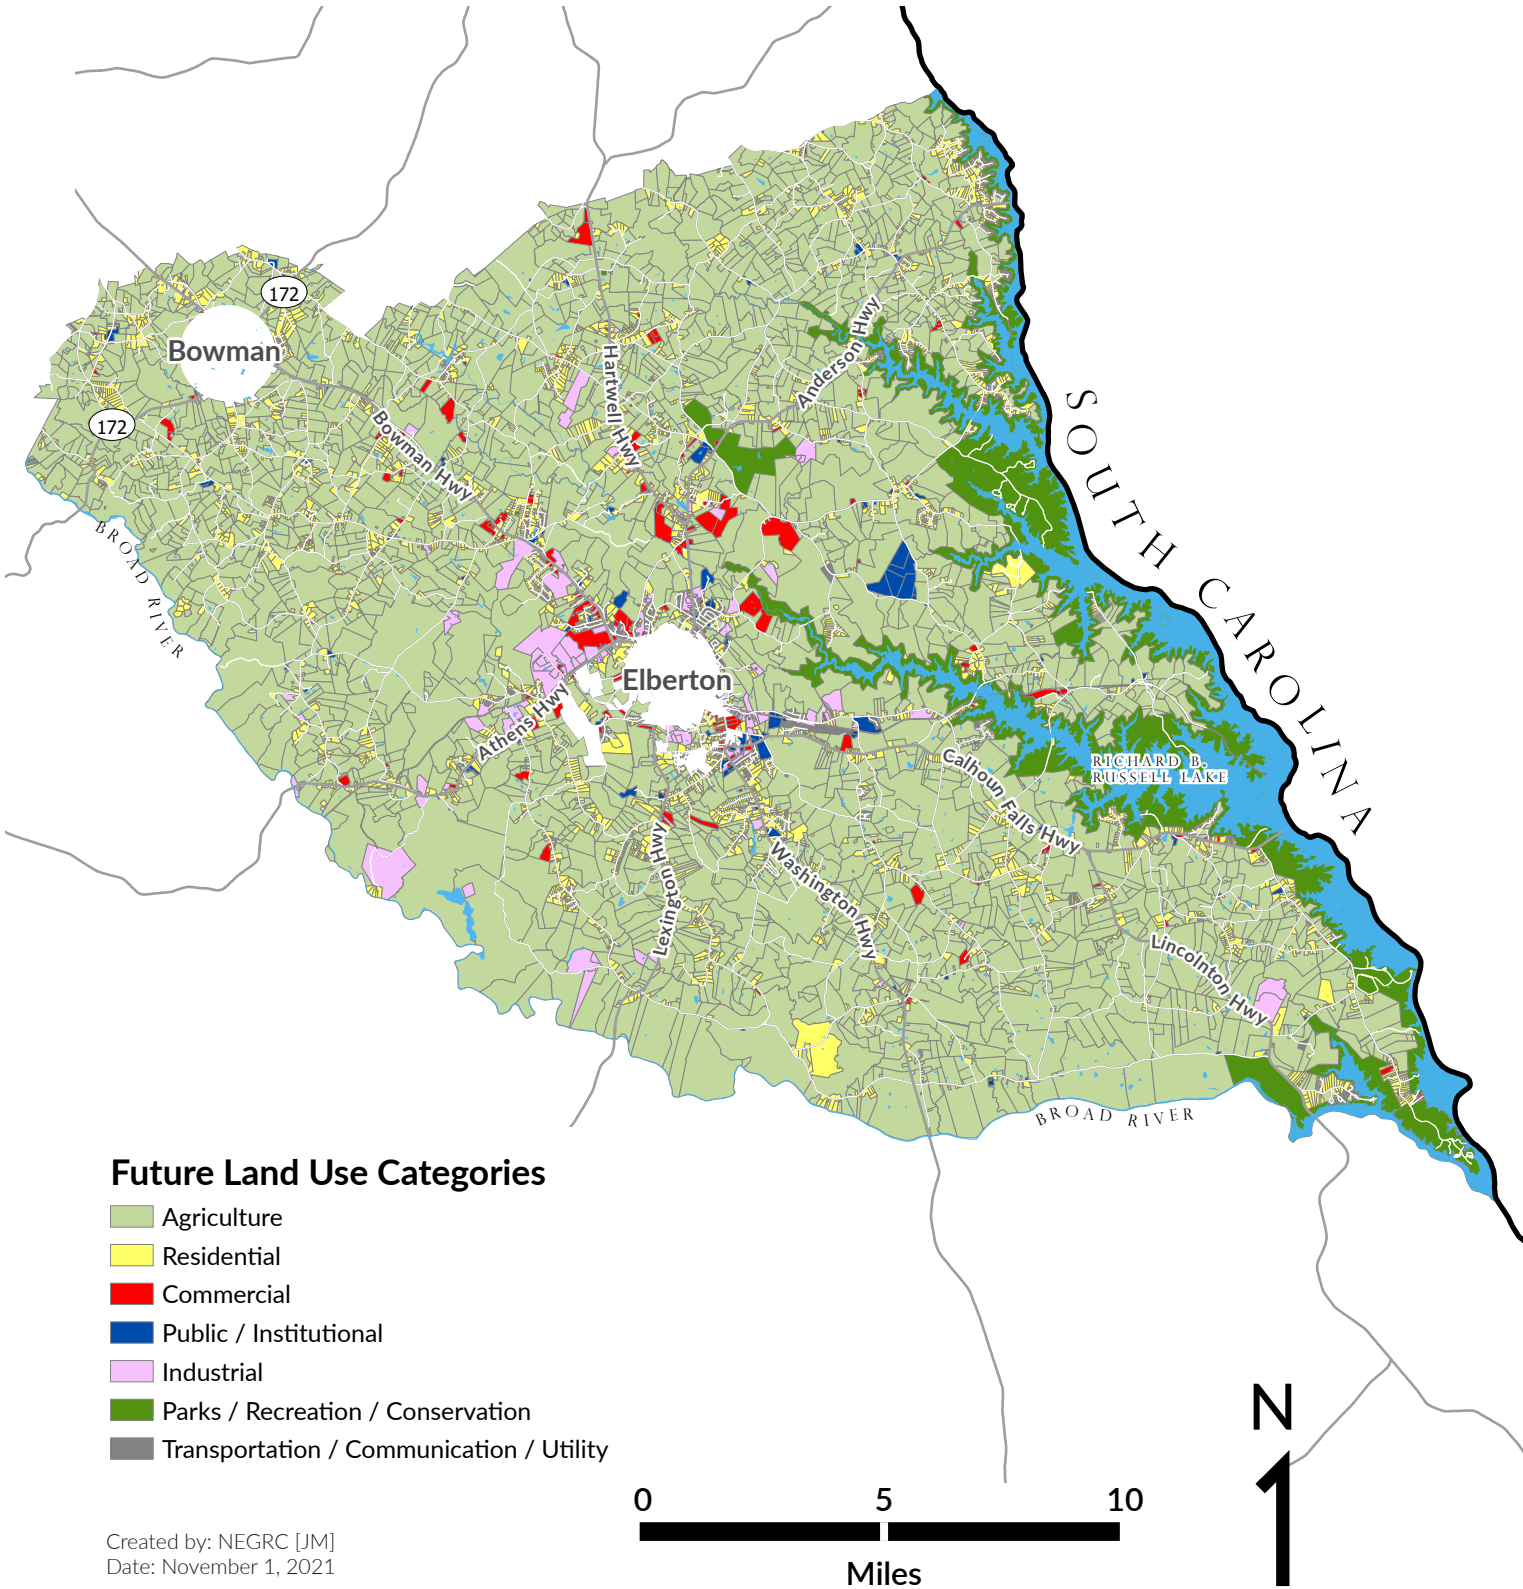 172
Bowman
172
Hartwell Hwy
Anderson Hwy
Bowman Hwy
SOUTH CAROLINA
BROAD RIVER
Elberton
Athens Hwy
RICHARD B.
RUSSELL LAKE
Calhoun Falls Hwy
Lexington Hwy
Washington Hwy
Lincolnton Hwy
BROAD RIVER
Future Land Use Categories
Agriculture
Residential
Commercial
Public / Institutional
Industrial
Parks / Recreation / Conservation
Transportation / Communication / Utility
N
0 5 10
Miles
Created by: NEGRC [JM]
Date: November 1, 2021